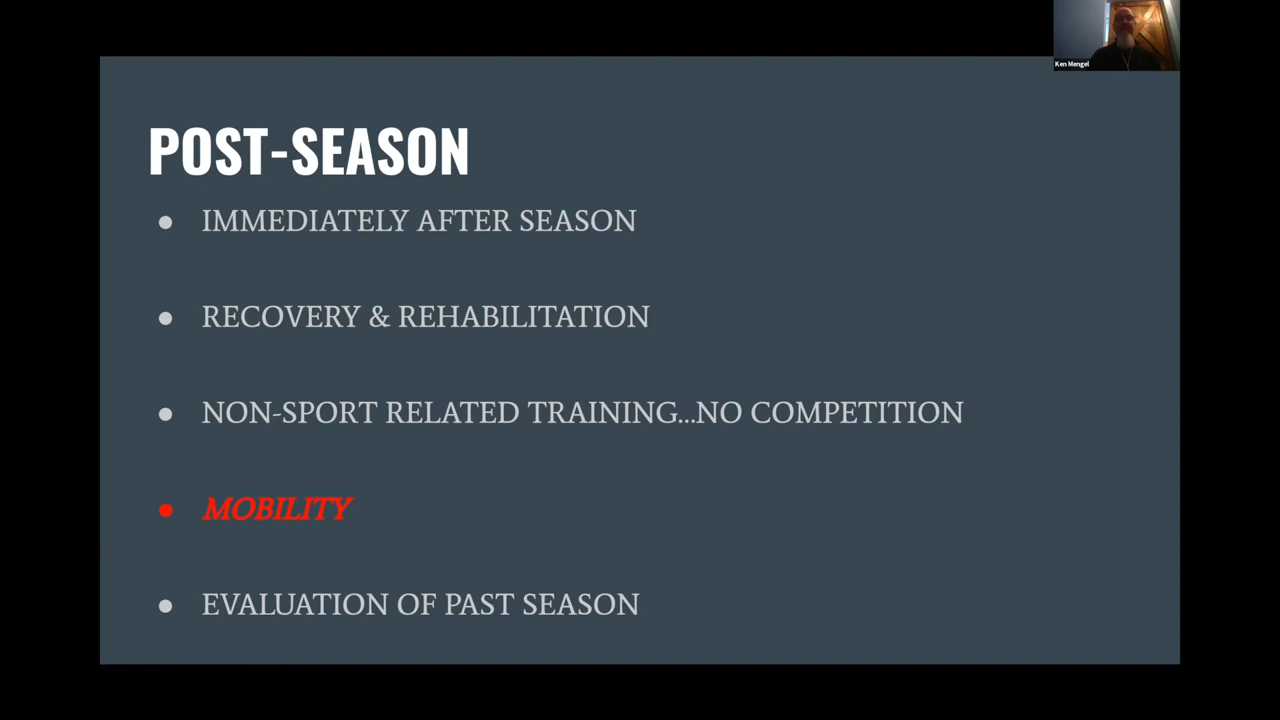 Ken Mengel
POST-SEASON
● IMMEDIATELY AFTER SEASON
● RECOVERY & REHABILITATION
● NON-SPORT RELATED TRAINING...NO COMPETITION
● MOBILITY
● EVALUATION OF PAST SEASON